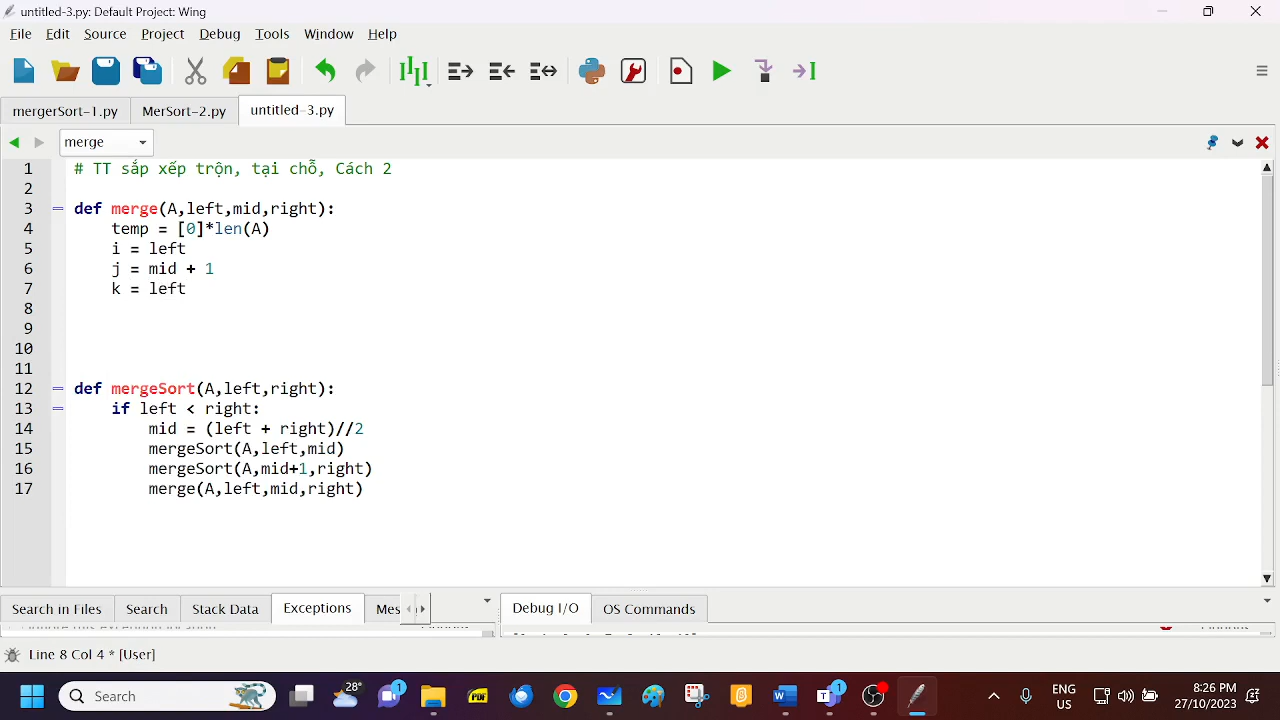 untitled-3.py: Default Project: Wing
File Edit Source Project Debug Tools Window Help
mergerSort-1.py MerSort-2.py untitled-3.py
merge
1 # TT sắp xếp trộn, tại chỗ, Cách 2
2
3 def merge(A,left,mid,right):
4 temp = [0]*len(A)
5 i = left
6 j = mid + 1
7 k = left
8
9
10
11
12 def mergeSort(A,left,right):
13 if left < right:
14 mid = (left + right)//2
15 mergeSort(A,left,mid)
16 mergeSort(A,mid+1,right)
17 merge(A,left,mid,right)
Search in Files Search Stack Data Exceptions Mes Debug I/O OS Commands
Line 8 Col 4 * [User]
Search 28° 1 PDF 1 ENG US 8:26 PM 27/10/2023